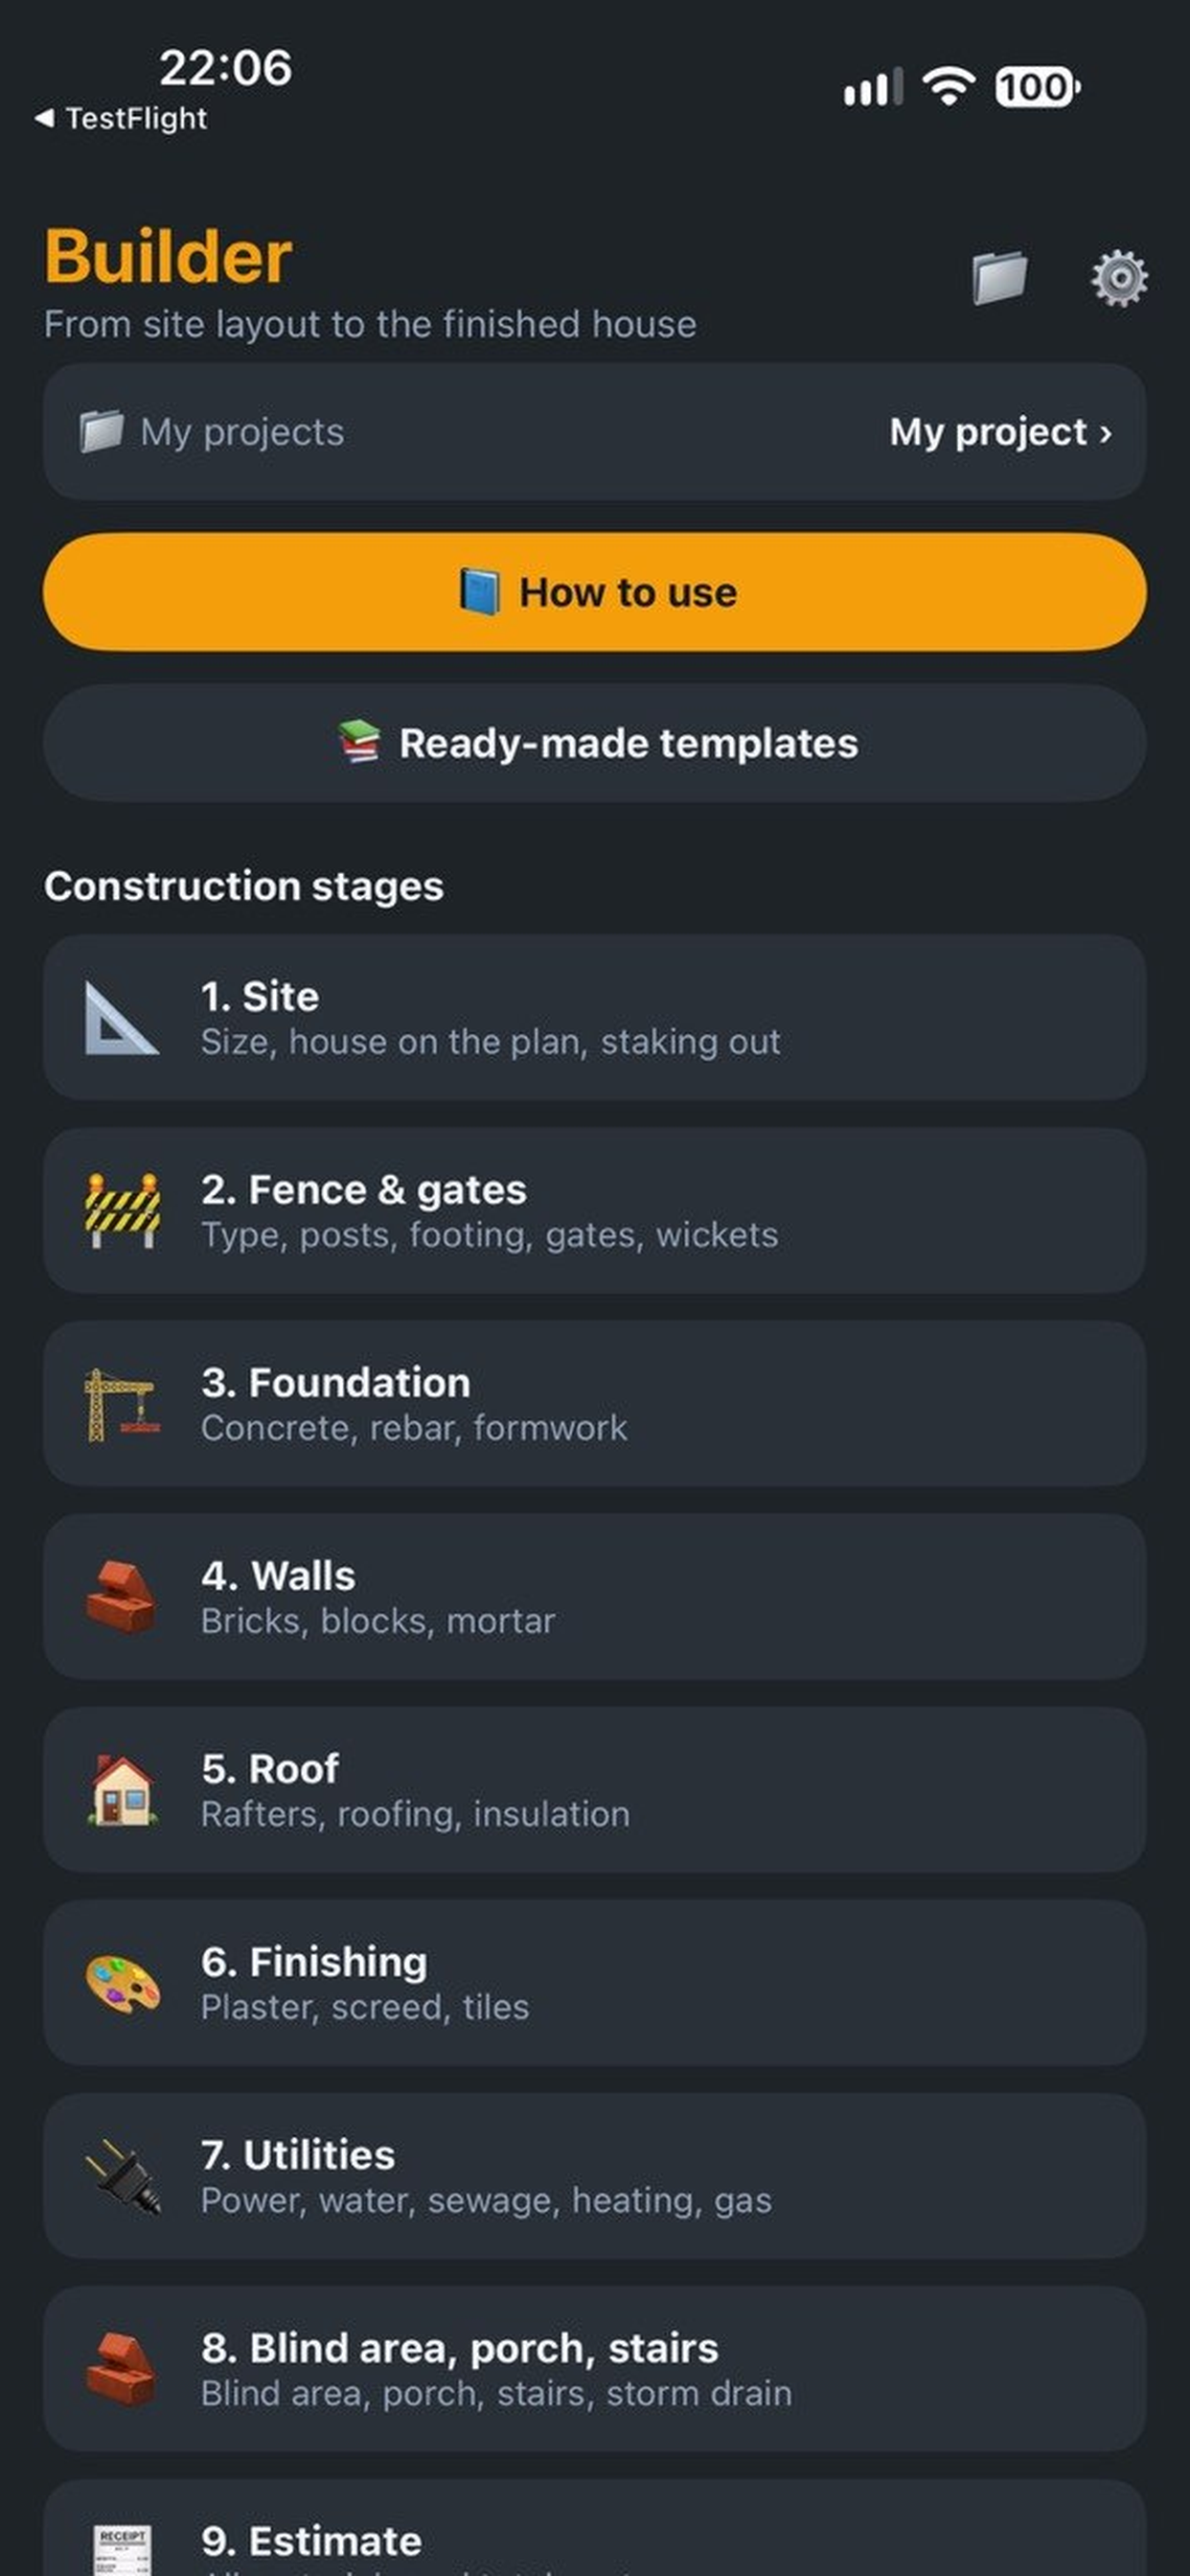 22:06
◀ TestFlight
100
Builder
From site layout to the finished house
My projects
My project ›
How to use
Ready-made templates
Construction stages
1. Site
Size, house on the plan, staking out
2. Fence & gates
Type, posts, footing, gates, wickets
3. Foundation
Concrete, rebar, formwork
4. Walls
Bricks, blocks, mortar
5. Roof
Rafters, roofing, insulation
6. Finishing
Plaster, screed, tiles
7. Utilities
Power, water, sewage, heating, gas
8. Blind area, porch, stairs
Blind area, porch, stairs, storm drain
RECEIPT
9. Estimate